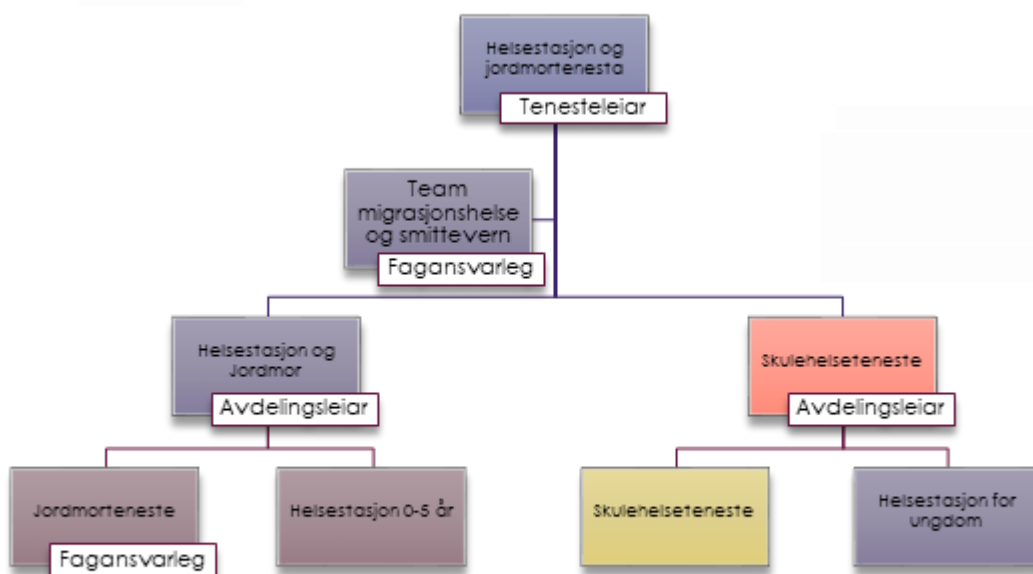 Helsestasjon og
jordmortenesta
Tenesteleiar
Team
migrasjonshelse
og smittevern
Fagansvarleg
Helsestasjon og
Jordmor
Avdelingsleiar
Skulehelseteneste
Avdelingsleiar
Jordmorteneste
Fagansvarleg
Helsestasjon 0-5 år
Skulehelseteneste
Helsestasjon for
ungdom